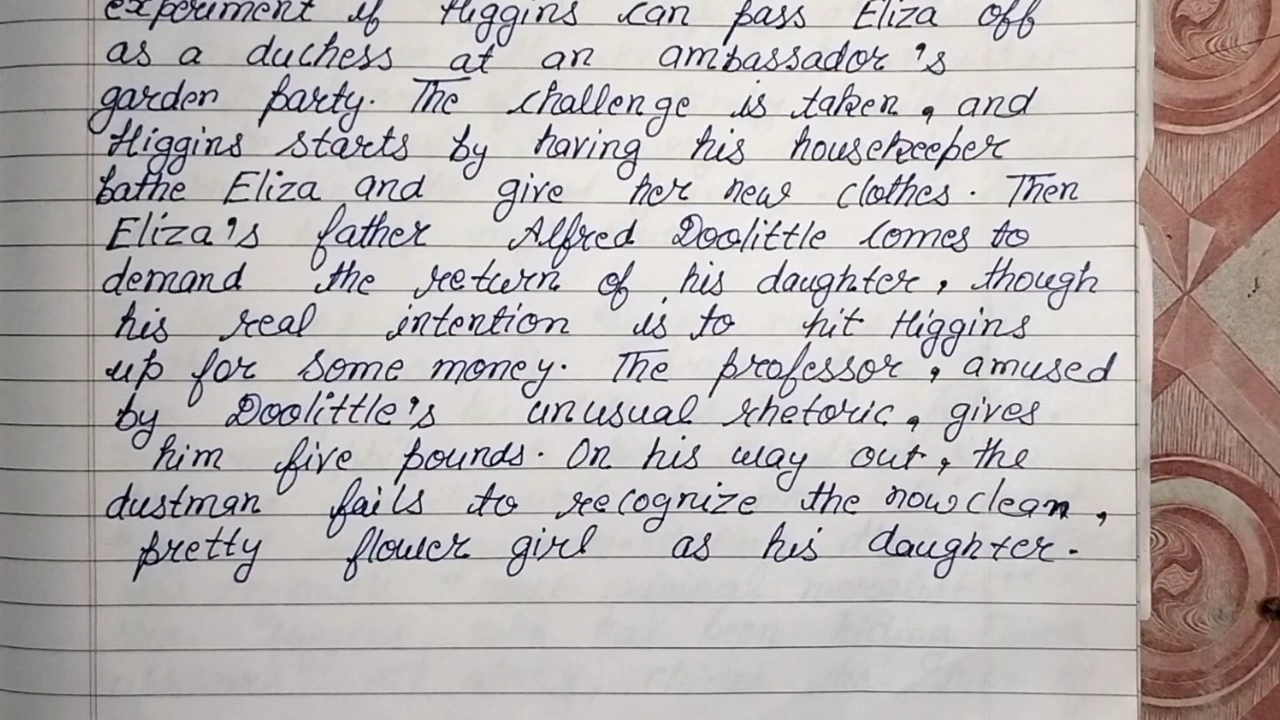 experiment if Higgins can pass Eliza off
as a duchess at an ambassador's
garden party. The challenge is taken, and
Higgins starts by having his housekeeper
bathe Eliza and give her new clothes. Then
Eliza's father Alfred Doolittle comes to
demand the return of his daughter, though
his real intention is to hit Higgins
up for some money. The professor, amused
by Doolittle's unusual rhetoric, gives
him five pounds. On his way out, the
dustman fails to recognize the now clean,
pretty flower girl as his daughter.